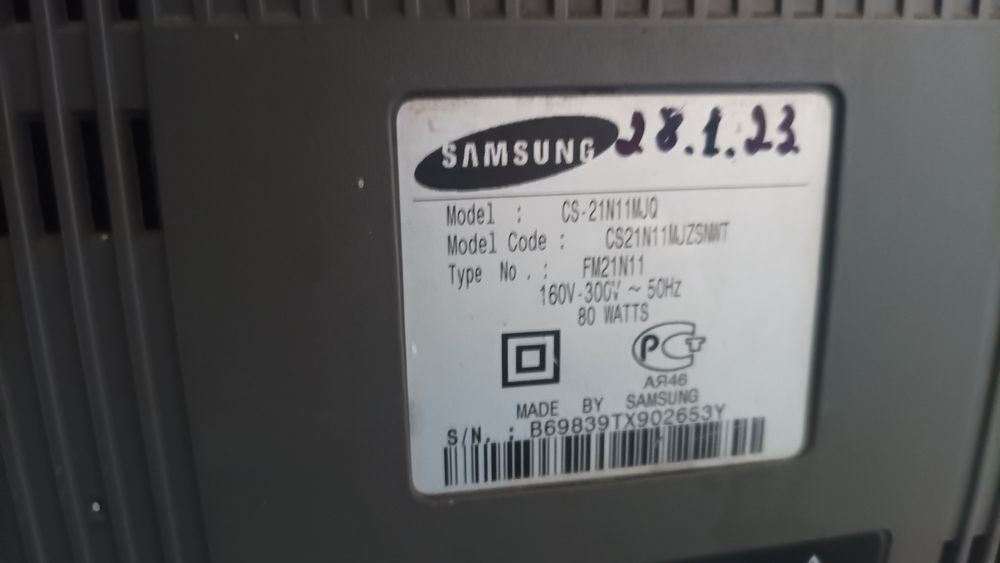 SAMSUNG 28.1.23
Model : CS-21N11MJQ
Model Code : CS21N11MJZSNWT
Type No . : FM21N11
160V-300V ~ 50Hz
80 WATTS
РСТ
АЯ46
MADE BY SAMSUNG
S/N. : B69839TX902653Y